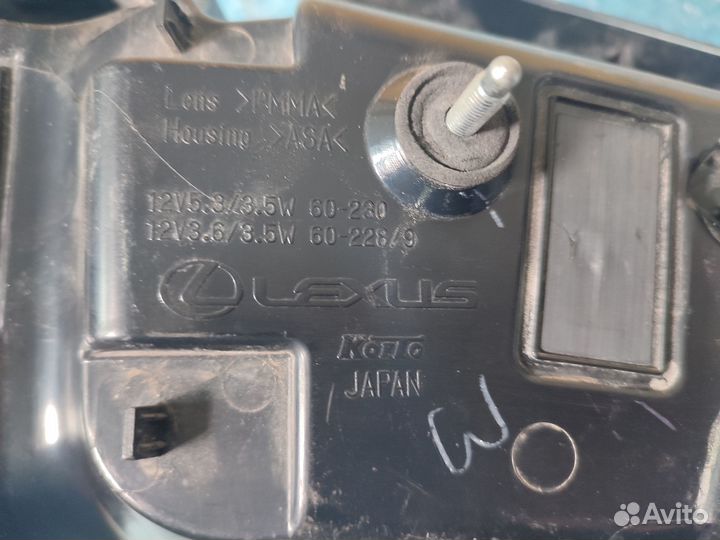 Lens >PMMA<
Housing >ASA<
12V5.3/3.5W 60-230
12V3.6/3.5W 60-228/9
LEXUS
KOITO
JAPAN
Avito